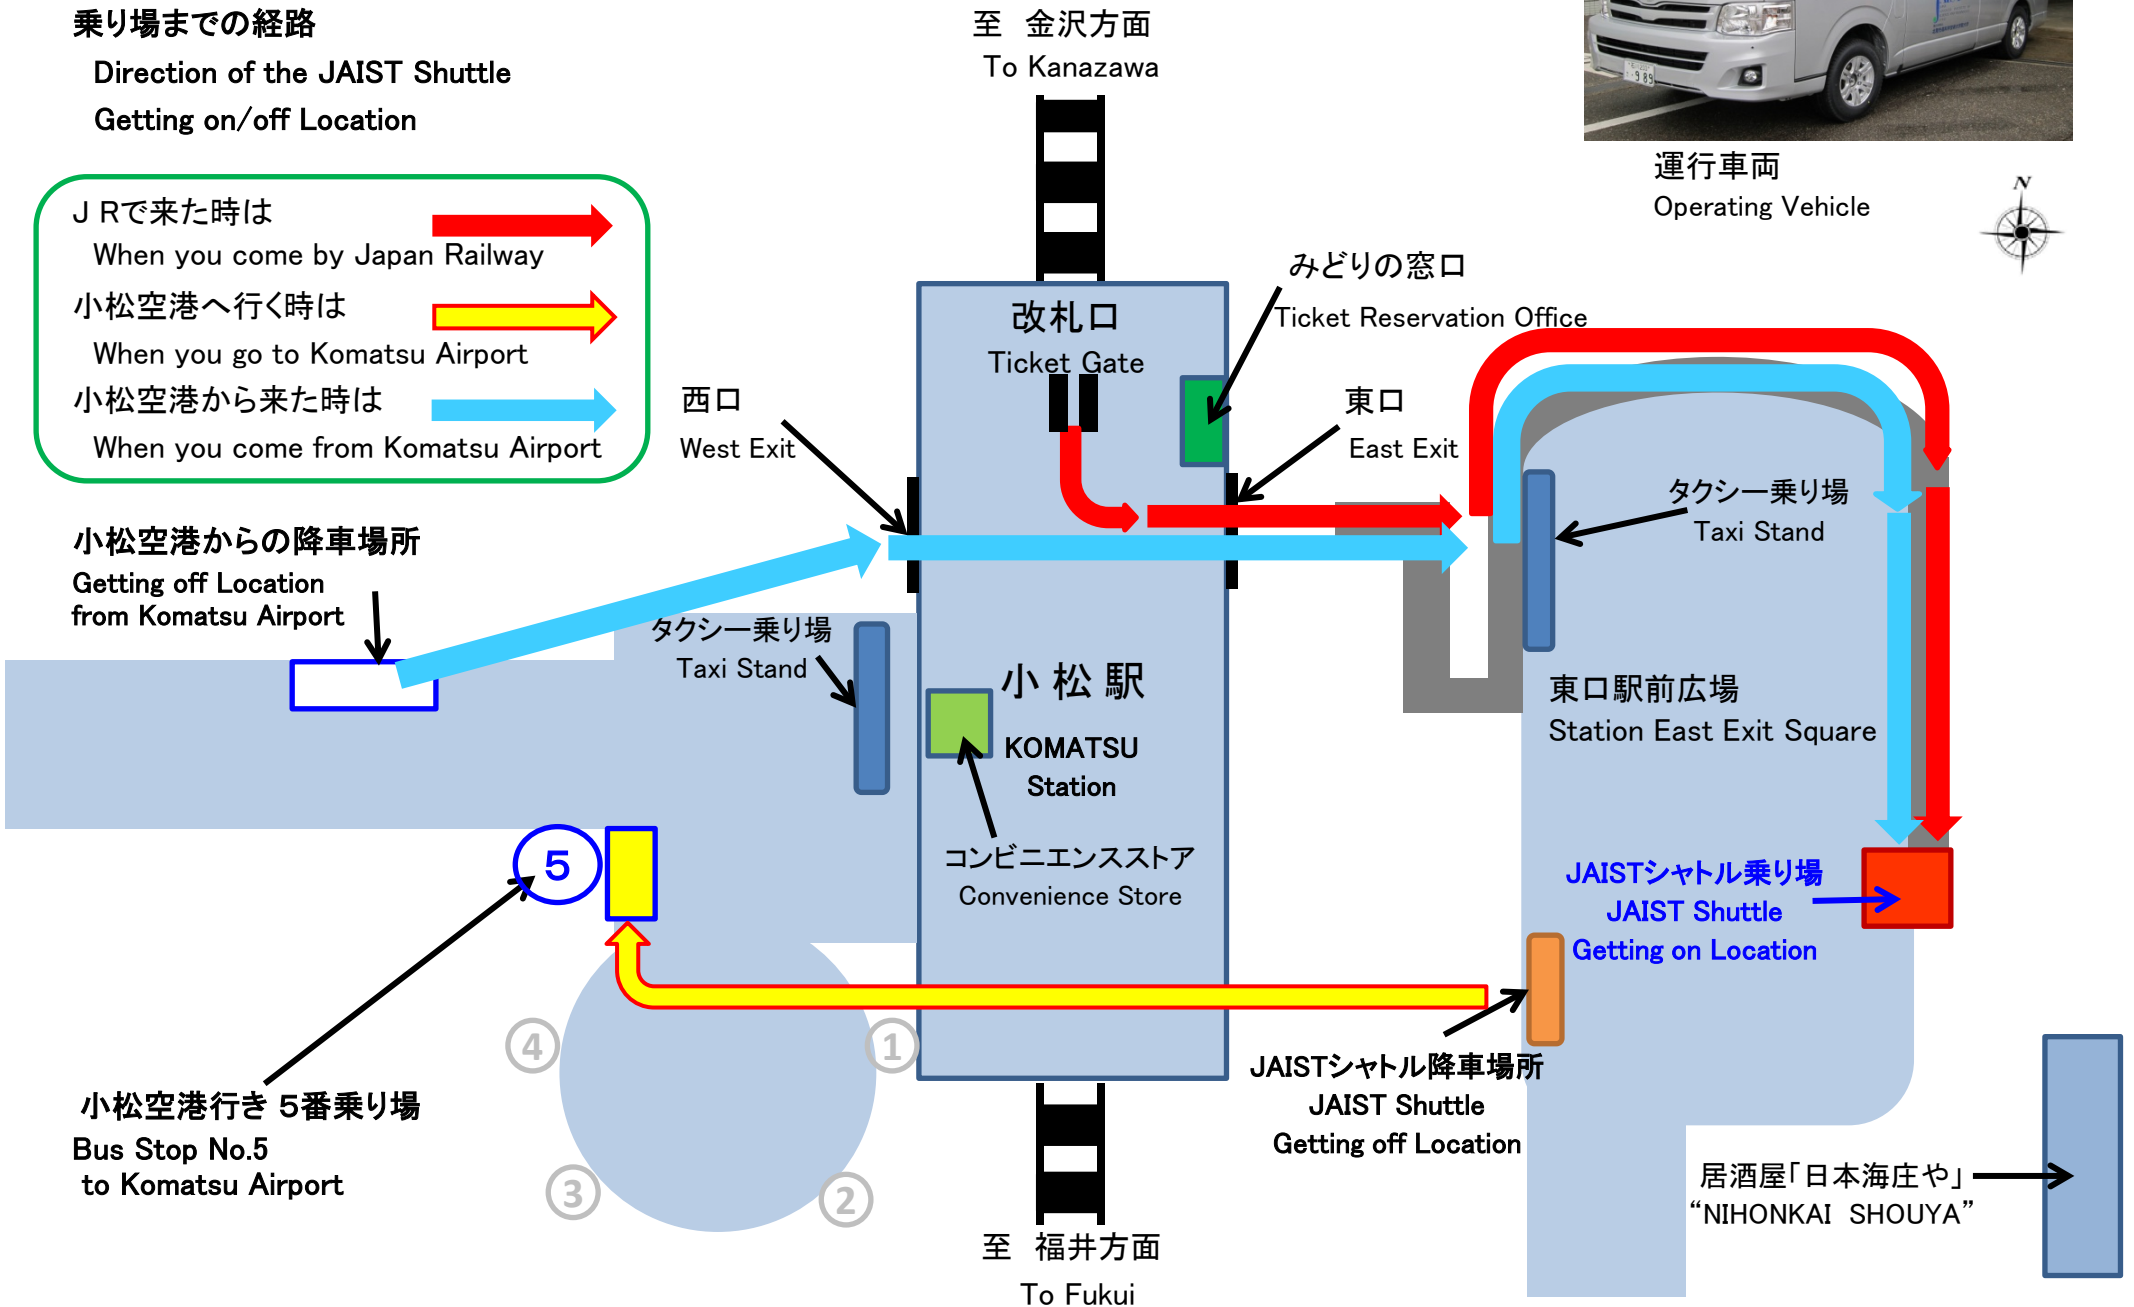 乗り場までの経路
Direction of the JAIST Shuttle
Getting on/off Location
至　金沢方面
To Kanazawa
989
運行車両
Operating Vehicle
N
ＪＲで来た時は
When you come by Japan Railway
小松空港へ行く時は
When you go to Komatsu Airport
小松空港から来た時は
When you come from Komatsu Airport
みどりの窓口
Ticket Reservation Office
改札口
Ticket Gate
西口
West Exit
東口
East Exit
タクシー乗り場
Taxi Stand
小松空港からの降車場所
Getting off Location
from Komatsu Airport
タクシー乗り場
Taxi Stand
小松駅
KOMATSU
Station
東口駅前広場
Station East Exit Square
コンビニエンスストア
Convenience Store
5
JAISTシャトル乗り場
JAIST Shuttle
Getting on Location
④
①
③
②
JAISTシャトル降車場所
JAIST Shuttle
Getting off Location
小松空港行き 5番乗り場
Bus Stop No.5
to Komatsu Airport
居酒屋「日本海庄や」
“NIHONKAI SHOUYA”
至　福井方面
To Fukui